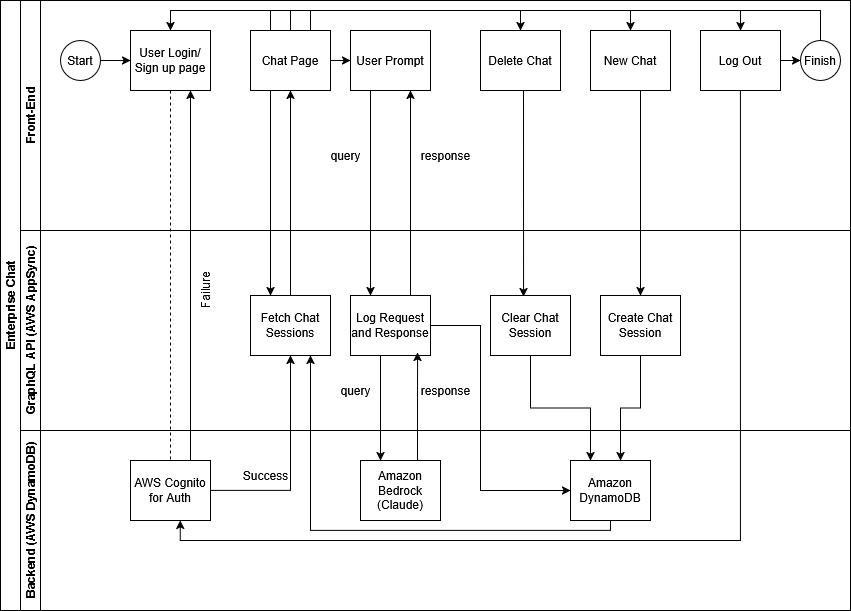 Enterprise Chat
Front-End
Start
User Login/
Sign up page
Chat Page
User Prompt
Delete Chat
New Chat
Log Out
Finish
query
response
GraphQL API (AWS AppSync)
Failure
Fetch Chat
Sessions
Log Request
and Response
Clear Chat
Session
Create Chat
Session
query
response
Backend (AWS DynamoDB)
AWS Cognito
for Auth
Success
Amazon
Bedrock
(Claude)
Amazon
DynamoDB